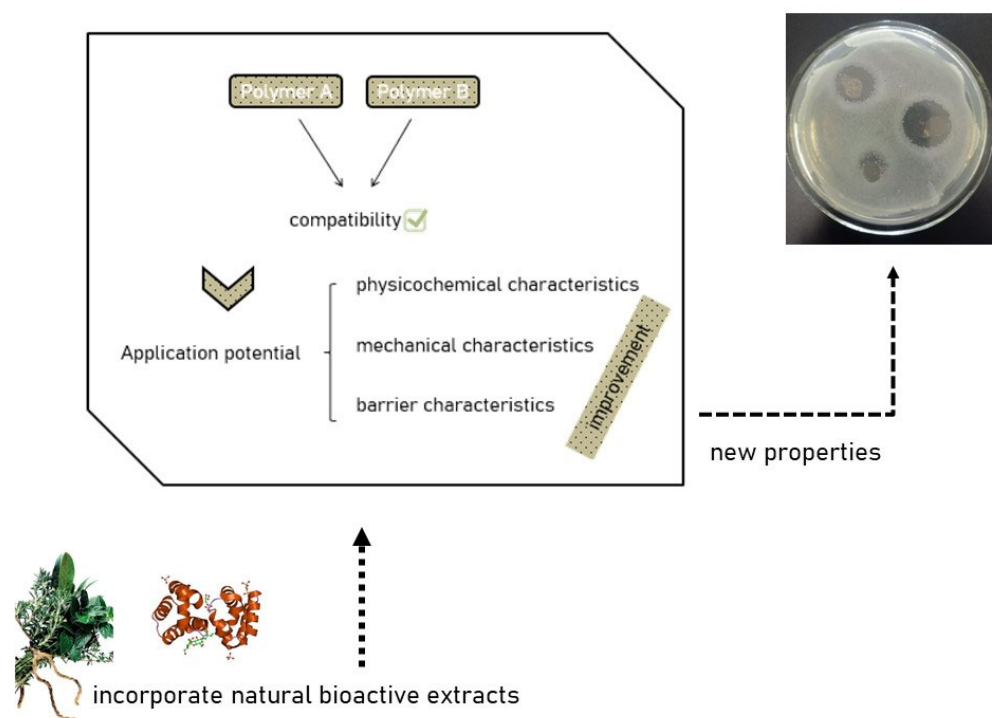 Polymer A
Polymer B
compatibility
physicochemical characteristics
Application potential
mechanical characteristics
barrier characteristics
improvement
new properties
incorporate natural bioactive extracts